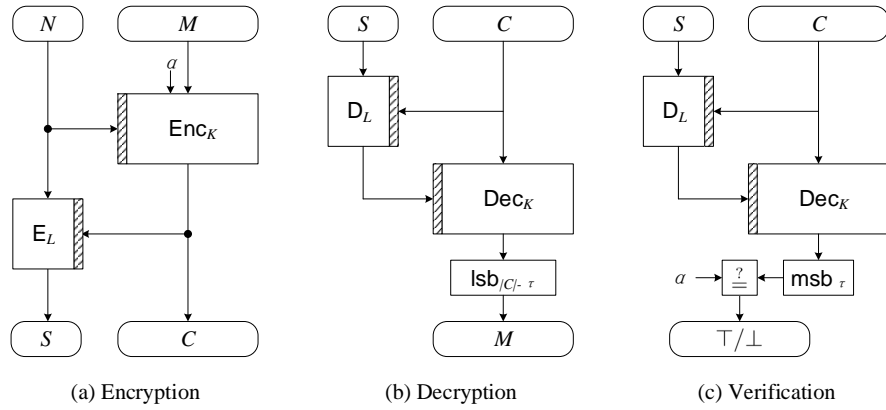 N M S C S C
α
Enc_K
D_L D_L
E_L
Dec_K Dec_K
lsb_{|C|-τ} α ≟ msb_τ
S C M ⊤/⊥
(a) Encryption (b) Decryption (c) Verification